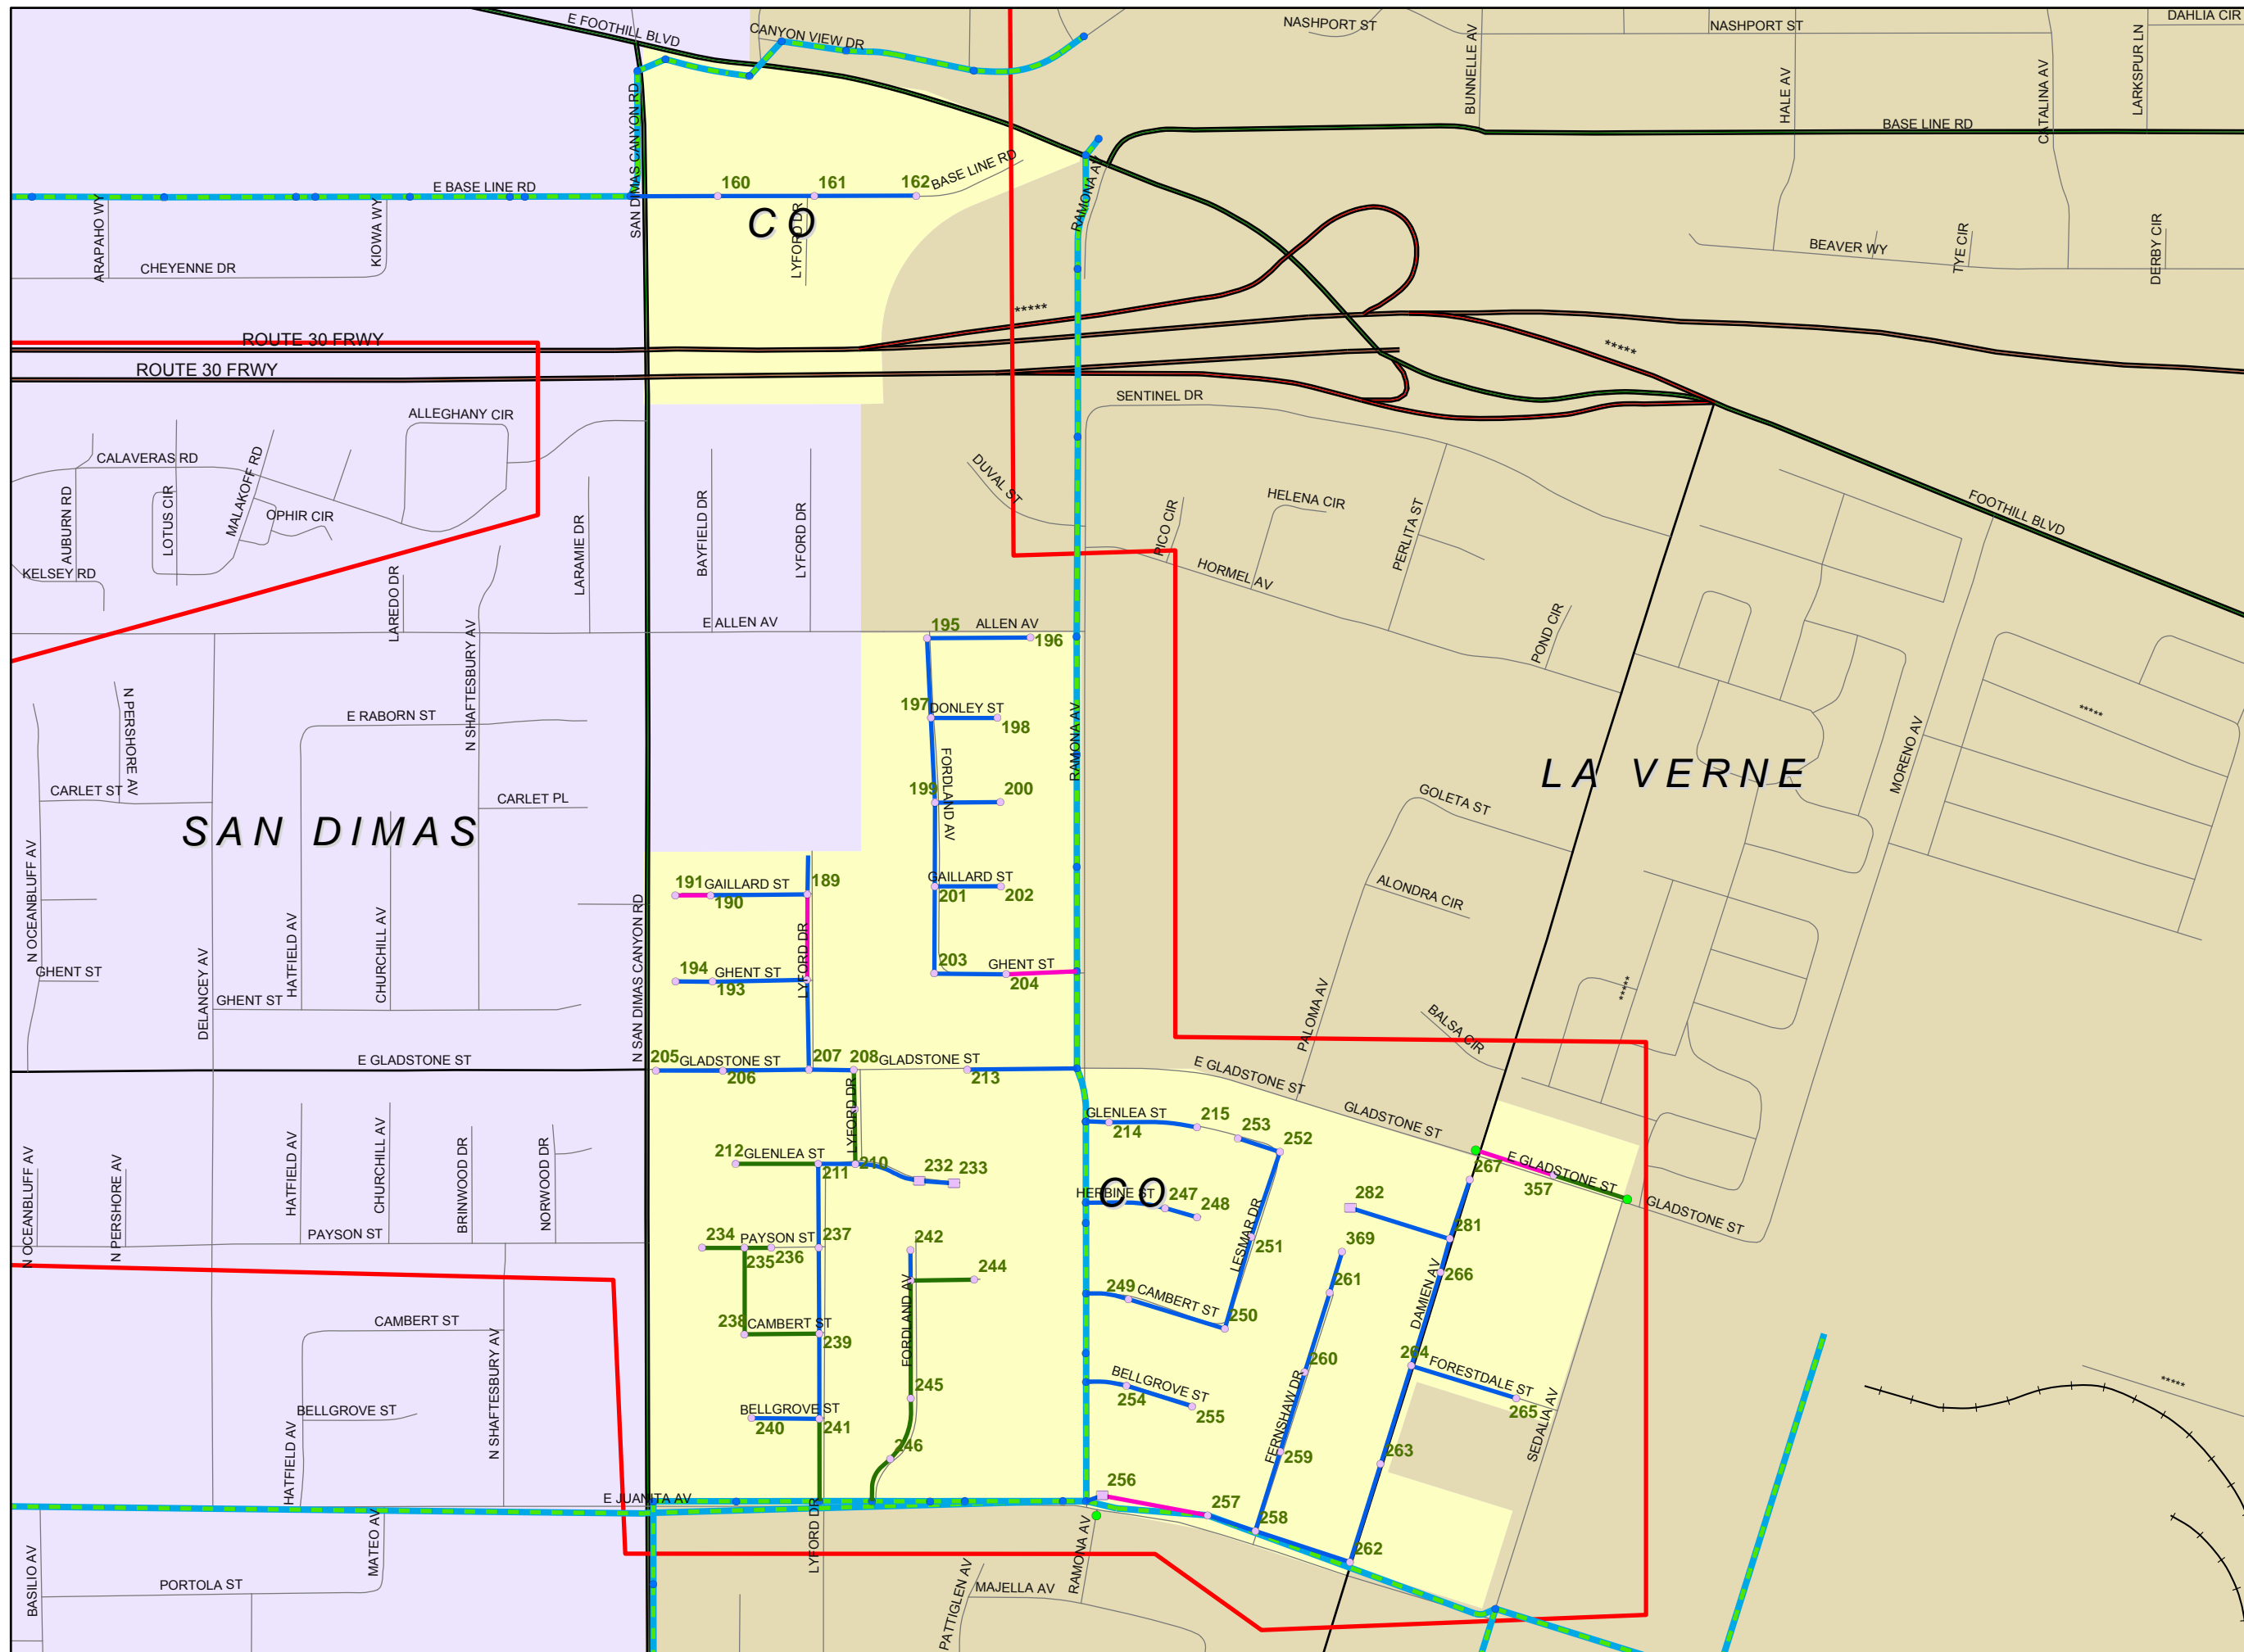 E FOOTHILL BLVD
CANYON VIEW DR
NASHPORT ST
NASHPORT ST
DAHLIA CIR
BUNNELLE AV
HALE AV
CATALINA AV
LARKSPUR LN
SAN DIMAS CANYON RD
BASE LINE RD
E BASE LINE RD
160
161
162
BASE LINE RD
RAMONA AV
ARAPAHO WY
KIOWA WY
CO
LYFORD DR
CHEYENNE DR
BEAVER WY
TYE CIR
DERBY CIR
*****
ROUTE 30 FRWY
*****
ROUTE 30 FRWY
SENTINEL DR
ALLEGHANY CIR
CALAVERAS RD
MALAKOFF RD
DUVAL ST
AUBURN RD
LOTUS CIR
OPHIR CIR
LARAMIE DR
BAYFIELD DR
LYFORD DR
PICO CIR
HELENA CIR
PERLITA ST
FOOTHILL BLVD
KELSEY RD
LAREDO DR
HORMEL AV
E ALLEN AV
195
ALLEN AV
196
POND CIR
N SHAFTESBURY AV
N PERSHORE AV
E RABORN ST
197
DONLEY ST
198
RAMONA AV
MORENO AV
*****
LA VERNE
CARLET ST
CARLET PL
FORDLAND AV
199
200
GOLETA ST
SAN DIMAS
N OCEANBLUFF AV
191
GAILLARD ST
189
190
GAILLARD ST
201
202
ALONDRA CIR
HATFIELD AV
CHURCHILL AV
N SAN DIMAS CANYON RD
LYFORD DR
GHENT ST
194
GHENT ST
193
203
GHENT ST
204
*****
DELANCEY AV
GHENT ST
PALOMA AV
BALSA CIR
E GLADSTONE ST
205
GLADSTONE ST
206
207
208
GLADSTONE ST
213
E GLADSTONE ST
GLADSTONE ST
N OCEANBLUFF AV
N PERSHORE AV
HATFIELD AV
CHURCHILL AV
BRINWOOD DR
NORWOOD DR
LYFORD DR
GLENLEA ST
214
215
253
252
212
GLENLEA ST
211
210
232
233
267
E GLADSTONE ST
357
GLADSTONE ST
HERBINE ST
CO
247
248
282
PAYSON ST
234
PAYSON ST
235
236
237
242
LESMAR DR
251
369
281
244
261
266
249
CAMBERT ST
250
DAMIEN AV
CAMBERT ST
238
CAMBERT ST
239
FORDLAND AV
N SHAFTESBURY AV
260
264
FORESTDALE ST
265
245
BELLGROVE ST
254
255
BELLGROVE ST
BELLGROVE ST
240
241
FERNSHAW DR
SEDALIA AV
*****
HATFIELD AV
246
259
263
E JUANITA AV
256
257
258
262
BASILIO AV
MATEO AV
LYFORD DR
RAMONA AV
PORTOLA ST
PATTIGLEN AV
MAJELLA AV